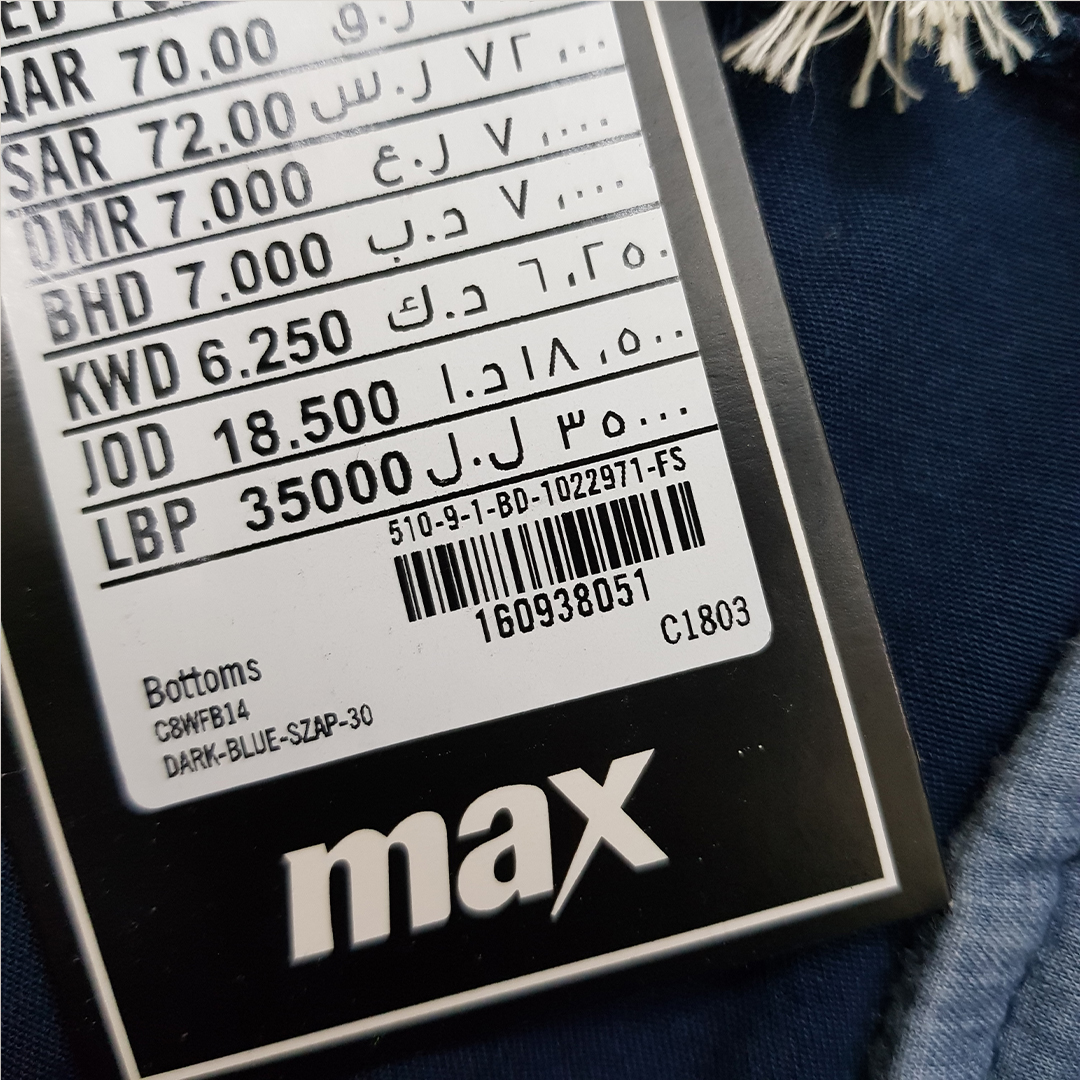 QAR 70.00 ر.ق
SAR 72.00 ر.س ٧٢,٠٠
OMR 7.000 ر.ع ٧,٠٠٠
BHD 7.000 د.ب ٧,٠٠٠
KWD 6.250 د.ك ٦,٢٥٠
JOD 18.500 د.ا ١٨,٥٠٠
LBP 35000 ل.ل ٣٥٠٠٠
510-9-1-BD-1022971-FS
160938051
C1803
Bottoms
C8WFB14
DARK-BLUE-SZAP-30
max